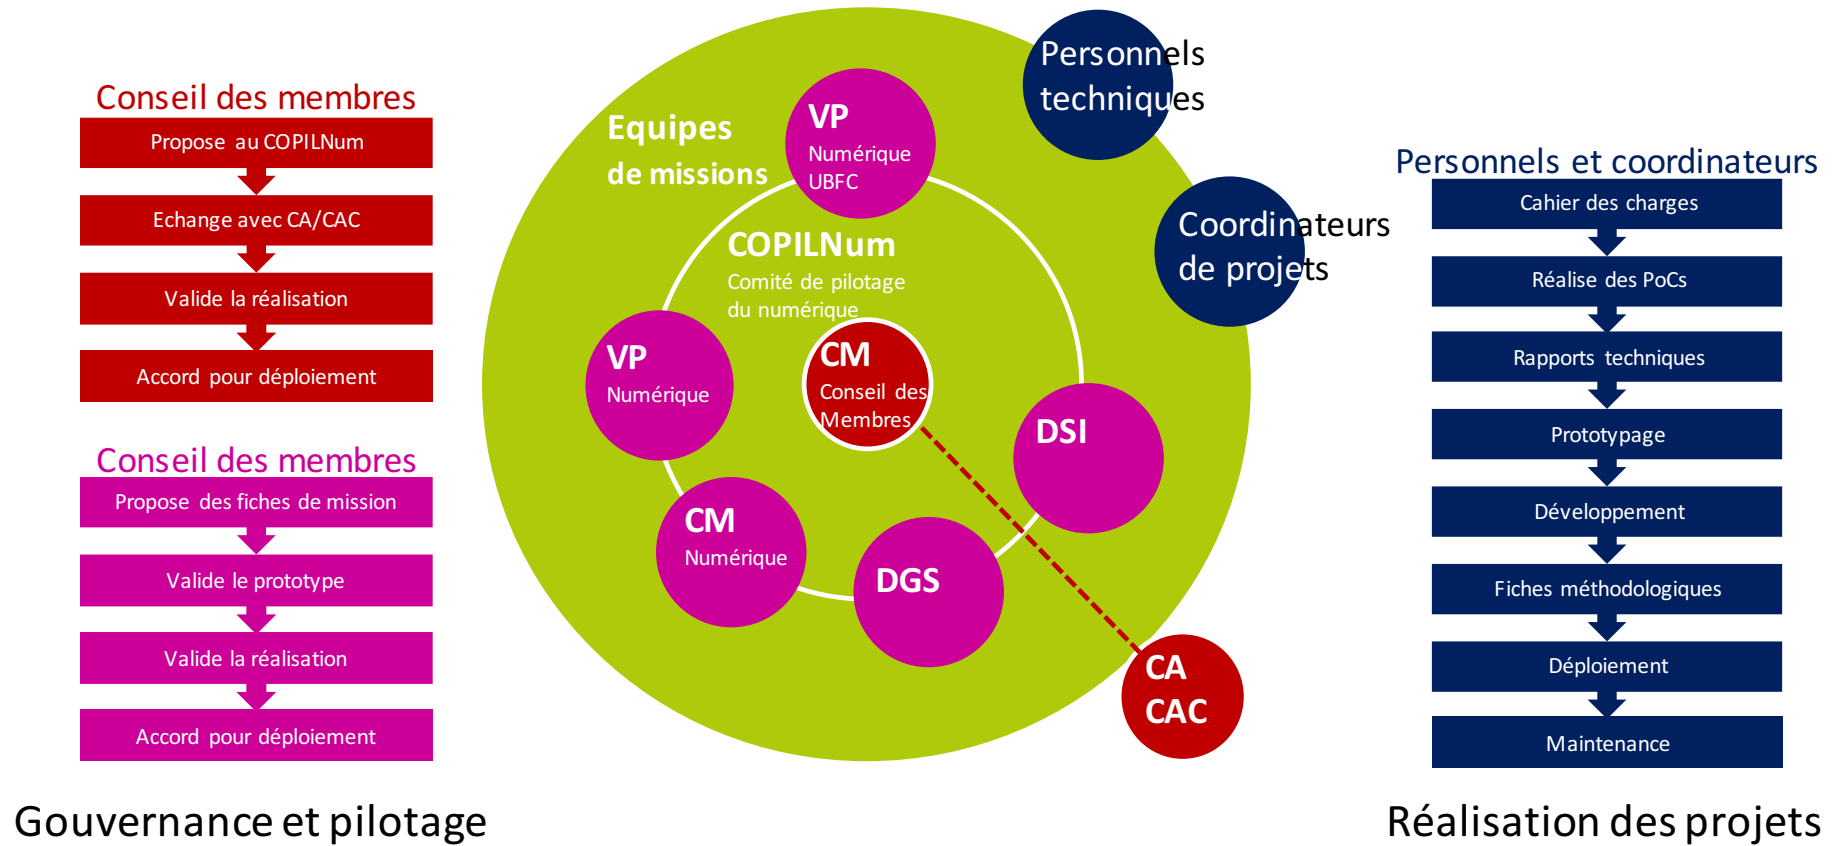 Conseil des membres
Propose au COPILNum
Echange avec CA/CAC
Valide la réalisation
Accord pour déploiement
Conseil des membres
Propose des fiches de mission
Valide le prototype
Valide la réalisation
Accord pour déploiement
Gouvernance et pilotage
Equipes
de missions
VP
Numérique
UBFC
COPILNum
Comité de pilotage
du numérique
VP
Numérique
CM
Conseil des
Membres
CM
Numérique
DGS
DSI
CA
CAC
Personnels
techniques
Coordinateurs
de projets
Personnels et coordinateurs
Cahier des charges
Réalise des PoCs
Rapports techniques
Prototypage
Développement
Fiches méthodologiques
Déploiement
Maintenance
Réalisation des projets